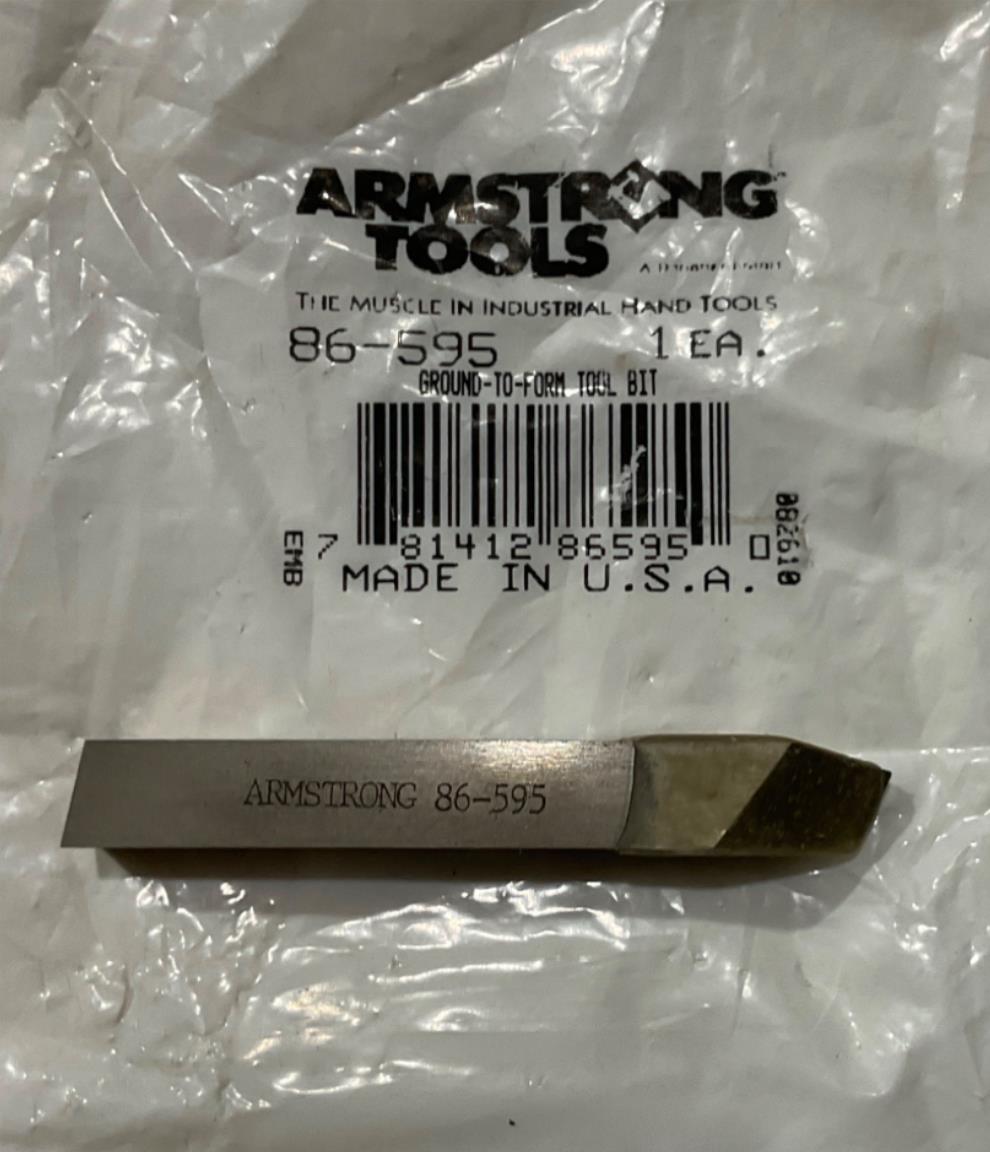 ARMSTRONG
TOOLS
THE MUSCLE IN INDUSTRIAL HAND TOOLS
86-595 1 EA.
GROUND-TO-FORM TOOL BIT
EMB 7 81412 86595 0 082610
MADE IN U.S.A.
ARMSTRONG 86-595